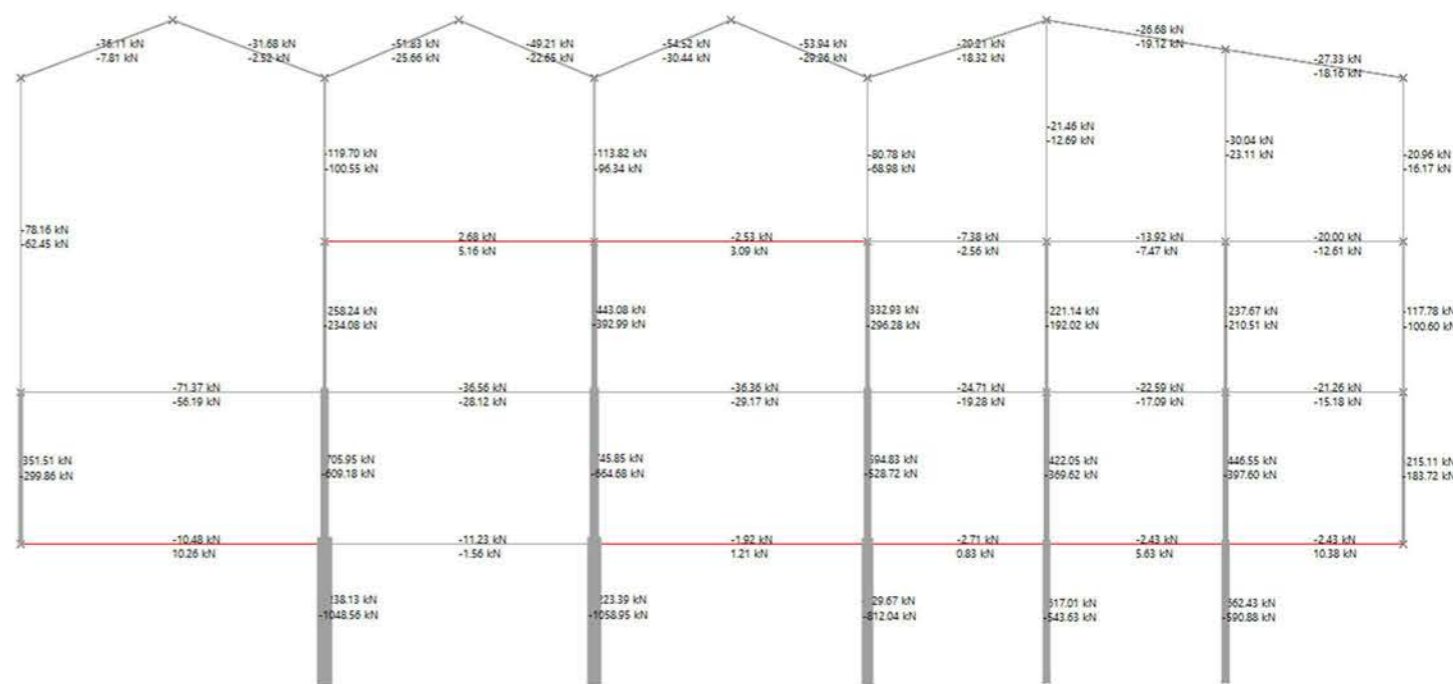 -36.11 kN
-7.81 kN
-31.68 kN
-2.52 kN
-51.83 kN
-25.66 kN
-49.21 kN
-22.65 kN
-54.52 kN
-30.44 kN
-53.94 kN
-29.86 kN
-18.32 kN
-26.68 kN
-19.12 kN
-27.33 kN
-18.16 kN
-119.70 kN
-100.55 kN
-113.82 kN
-96.34 kN
-80.78 kN
-68.98 kN
-21.46 kN
-12.69 kN
-30.04 kN
-23.11 kN
-20.96 kN
-16.17 kN
-78.16 kN
-62.45 kN
2.68 kN
5.16 kN
-2.53 kN
3.09 kN
-7.38 kN
-2.56 kN
-13.92 kN
-7.47 kN
-20.00 kN
-12.61 kN
-258.24 kN
-234.08 kN
443.08 kN
-392.99 kN
332.93 kN
-296.28 kN
-221.14 kN
-192.02 kN
-237.67 kN
-210.51 kN
-117.78 kN
-100.60 kN
-71.37 kN
-56.19 kN
-36.56 kN
-28.12 kN
-36.36 kN
-29.17 kN
-24.71 kN
-19.28 kN
-22.59 kN
-17.09 kN
-21.26 kN
-15.18 kN
351.51 kN
-299.86 kN
705.95 kN
-609.18 kN
745.85 kN
-664.68 kN
594.83 kN
-528.72 kN
422.05 kN
-369.62 kN
446.55 kN
-397.60 kN
-215.11 kN
-183.72 kN
-10.48 kN
10.26 kN
-11.23 kN
-1.56 kN
-1.92 kN
1.21 kN
-2.71 kN
0.83 kN
-2.43 kN
5.63 kN
-2.43 kN
10.38 kN
238.13 kN
-1048.56 kN
223.39 kN
-1058.95 kN
29.67 kN
-812.04 kN
617.01 kN
-543.63 kN
662.43 kN
-590.88 kN